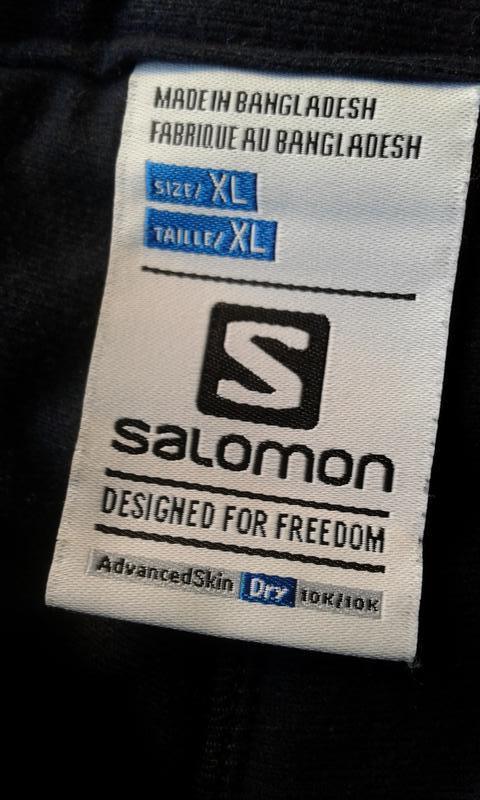 MADE IN BANGLADESH
FABRIQUE AU BANGLADESH
SIZE/ XL
TAILLE/ XL
S
SALOMON
DESIGNED FOR FREEDOM
AdvancedSkin Dry 10K/10K